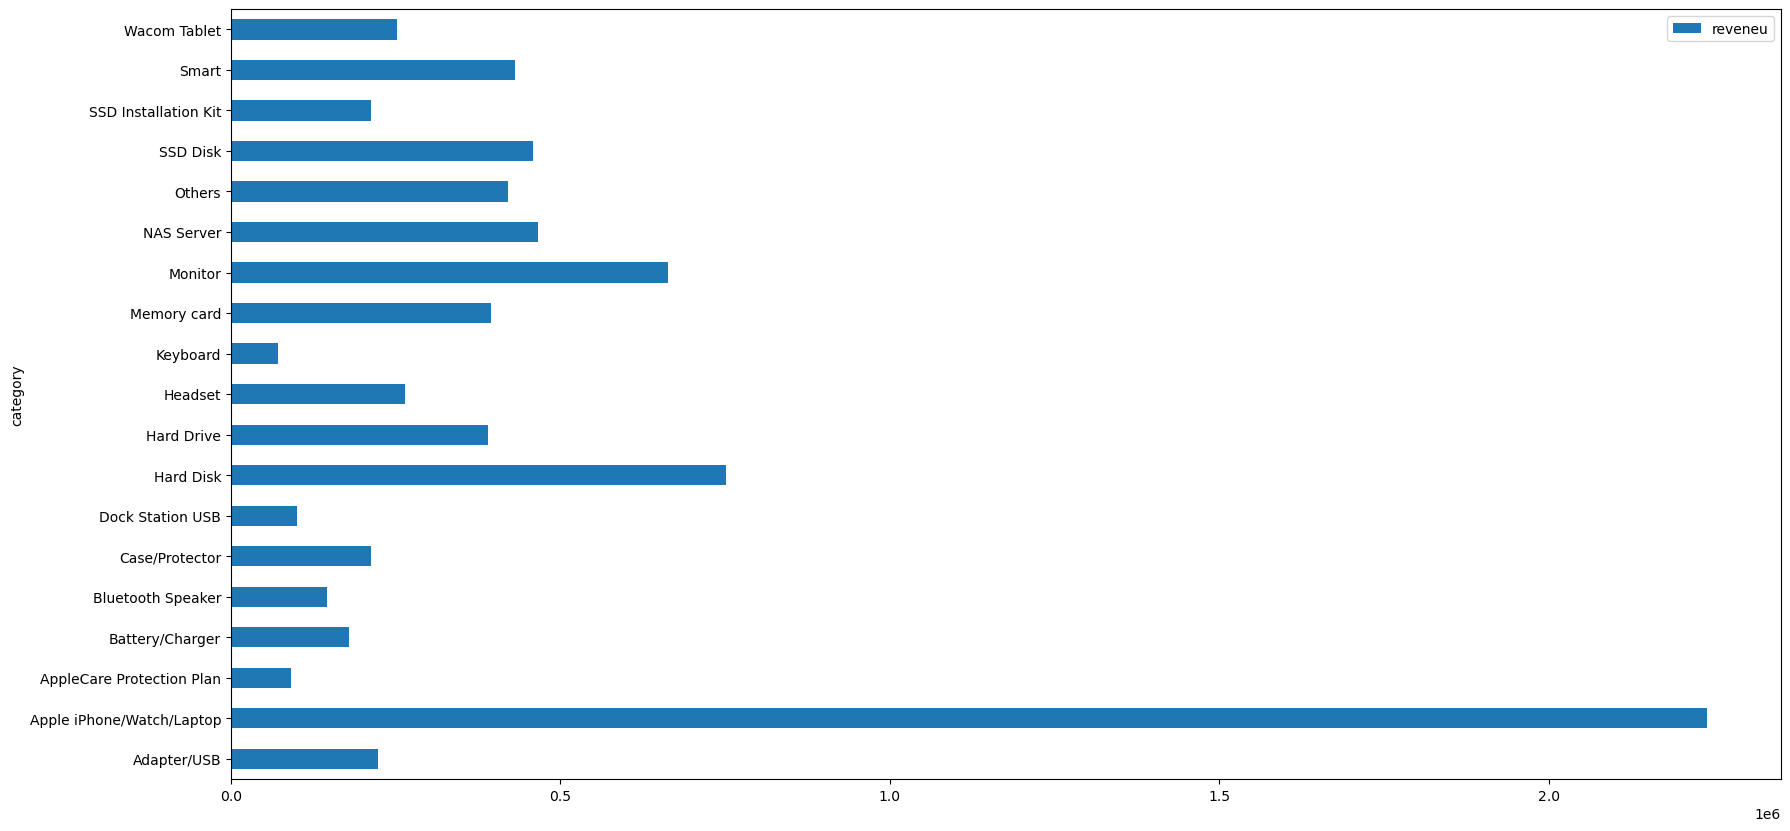 reveneu
category
Wacom Tablet
Smart
SSD Installation Kit
SSD Disk
Others
NAS Server
Monitor
Memory card
Keyboard
Headset
Hard Drive
Hard Disk
Dock Station USB
Case/Protector
Bluetooth Speaker
Battery/Charger
AppleCare Protection Plan
Apple iPhone/Watch/Laptop
Adapter/USB
0.0 0.5 1.0 1.5 2.0
1e6